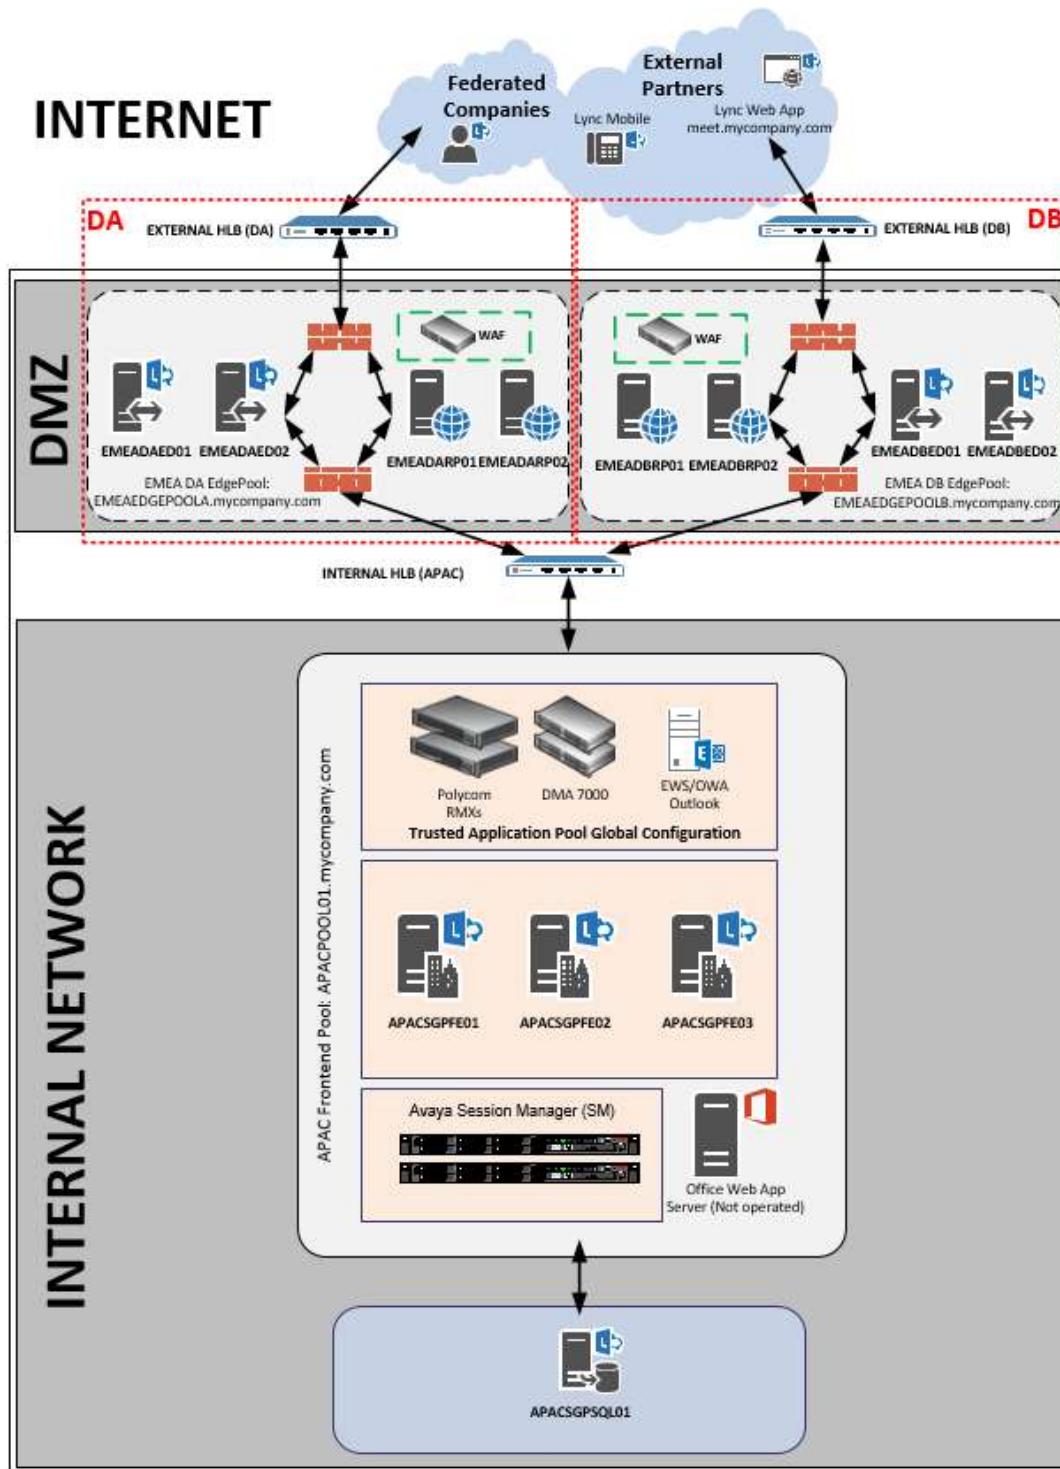 INTERNET
Federated
Companies
External
Partners
Lync Mobile
Lync Web App
meet.mycompany.com
DA
EXTERNAL HLB (DA)
EXTERNAL HLB (DB)
DB
DMZ
WAF
WAF
EMEADAED01
EMEADAED02
EMEADARP01
EMEADARP02
EMEA DA EdgePool:
EMEAEDGEPOOLA.mycompany.com
EMEADBRP01
EMEADBRP02
EMEADBED01
EMEADBED02
EMEA DB EdgePool:
EMEAEDGEPOOLB.mycompany.com
INTERNAL HLB (APAC)
INTERNAL NETWORK
APAC Frontend Pool: APACPOOL01.mycompany.com
Polycom
RMXs
DMA 7000
EWS/OWA
Outlook
Trusted Application Pool Global Configuration
APACSGPFE01
APACSGPFE02
APACSGPFE03
Avaya Session Manager (SM)
Office Web App
Server (Not operated)
APACSGPSQL01